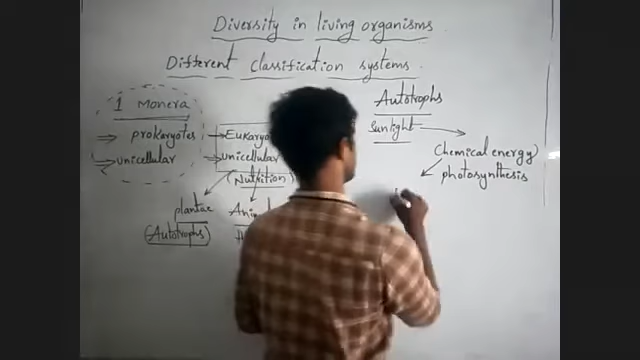 Diversity in living organisms
Different classification systems
1 Monera
→ prokaryotes
→ unicellular
→
→ unicellular
(Nutrition)
plantae
(Autotrophs)
Autotrophs
Sunlight →
Chemical energy)
photosynthesis